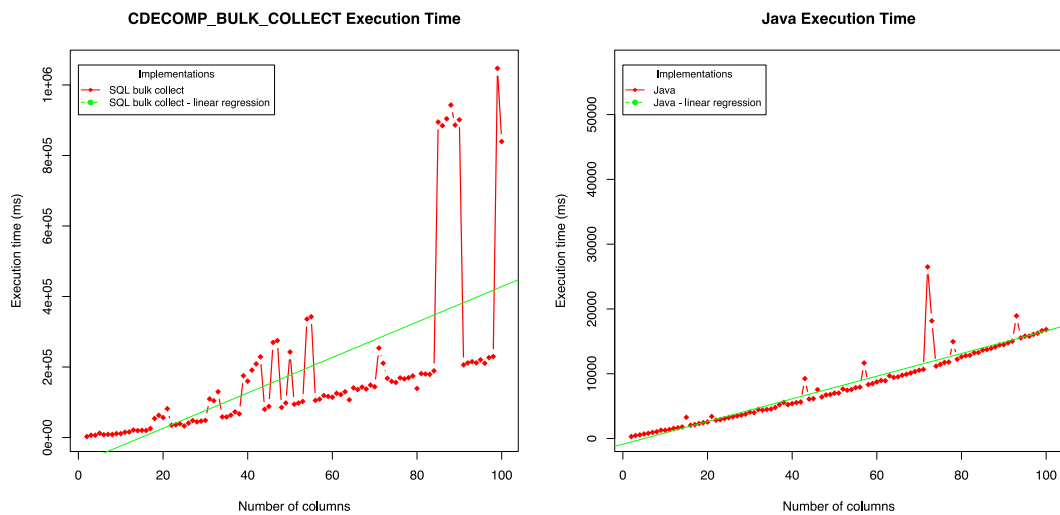 CDECOMP_BULK_COLLECT Execution Time
Implementations
SQL bulk collect
SQL bulk collect - linear regression
Execution time (ms)
1e+06
8e+05
6e+05
4e+05
2e+05
0e+00
0
20
40
60
80
100
Number of columns
Java Execution Time
Implementations
Java
Java - linear regression
Execution time (ms)
50000
40000
30000
20000
10000
0
0
20
40
60
80
100
Number of columns